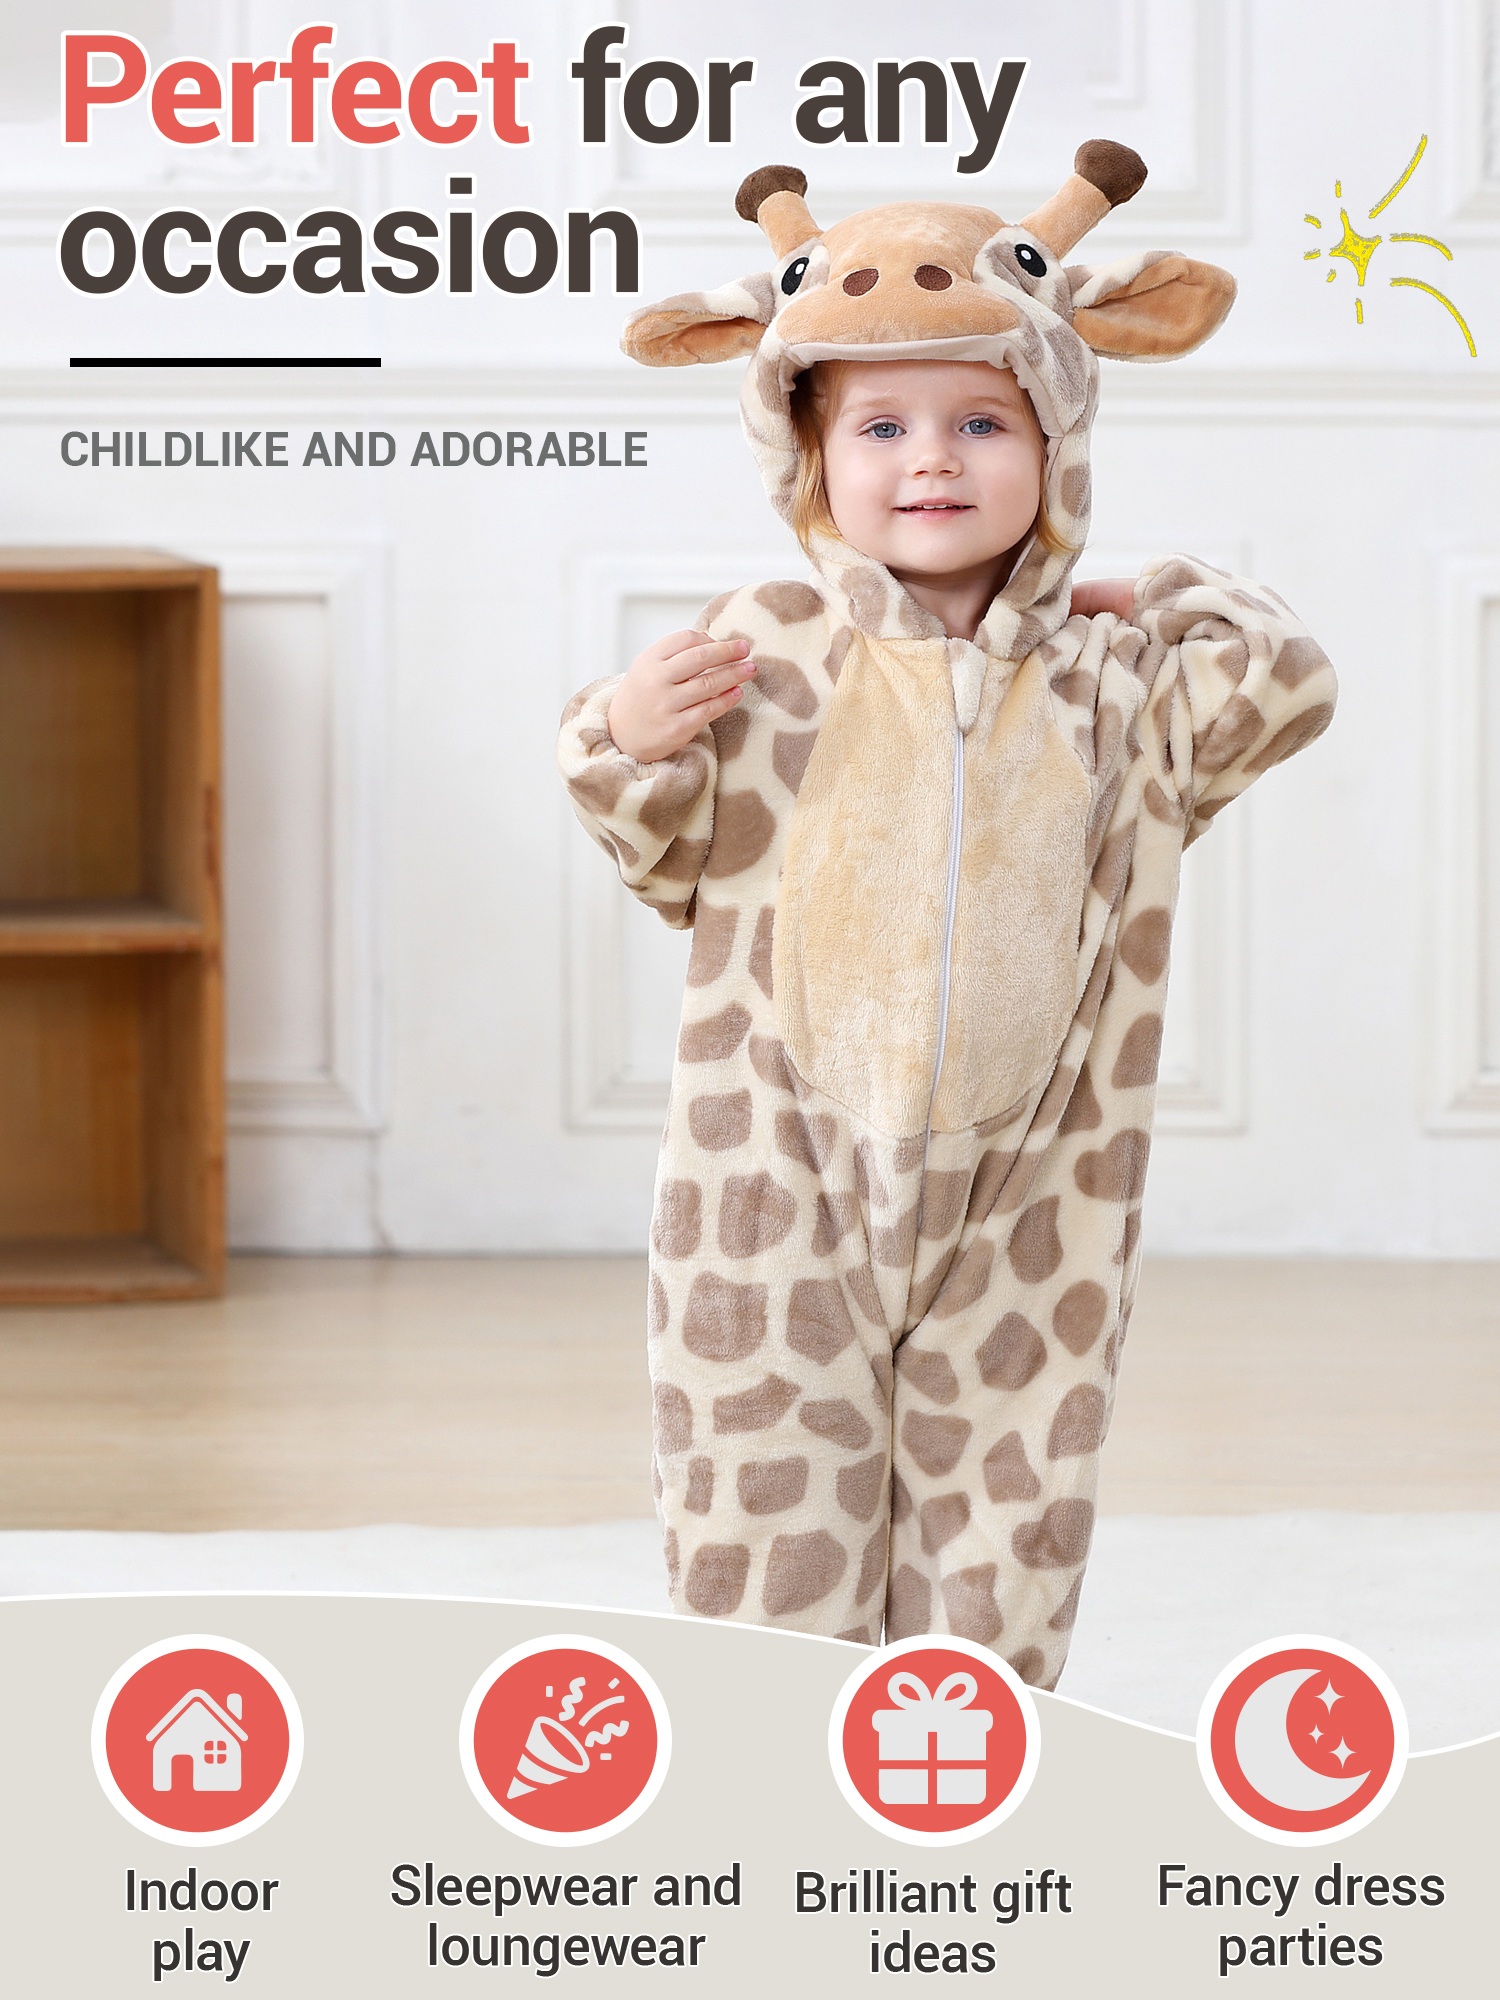 Perfect for any
occasion
CHILDLIKE AND ADORABLE
Indoor
play
Sleepwear and
loungewear
Brilliant gift
ideas
Fancy dress
parties